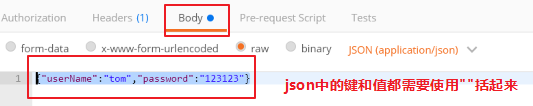 Authorization Headers (1) Body Pre-request Script Tests
form-data x-www-form-urlencoded raw binary JSON (application/json)
1 {"userName":"tom","password":"123123"}
json中的键和值都需要使用""括起来